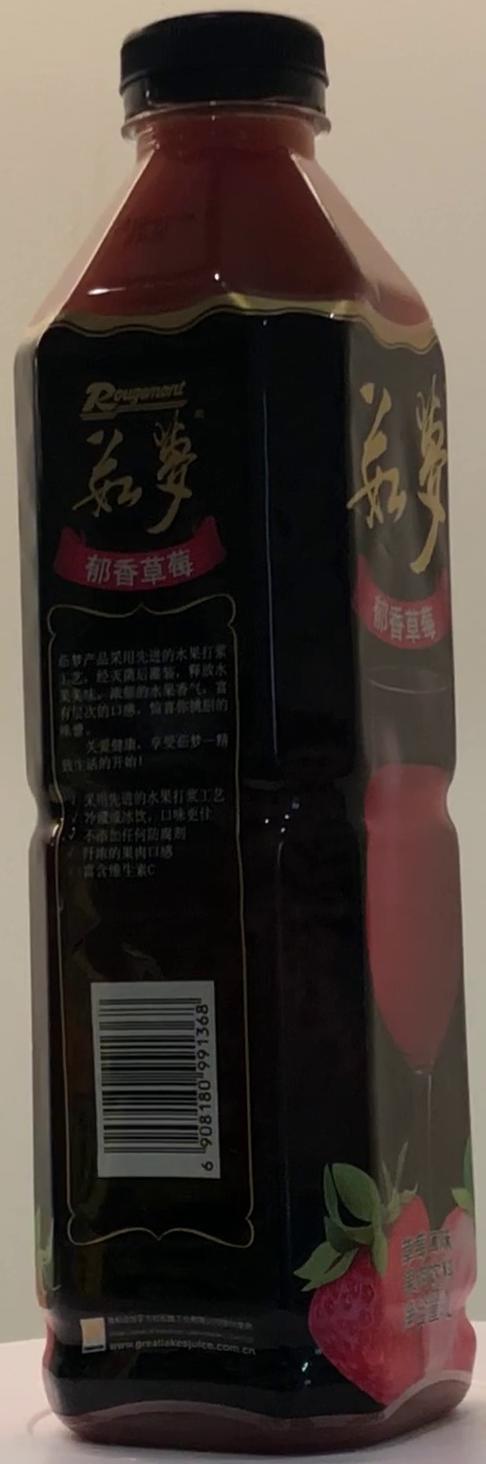 Rougemont
茹梦
郁香草莓
茹梦产品采用先进的水果打浆
工艺，经灭菌后灌装，释放水
果美味。浓郁的水果香气，富
有层次的口感，愉喜你挑剔的
味蕾。
关爱健康，享受茹梦一精
致生活的开始！
√ 采用先进的水果打浆工艺
√ 冷藏或冰饮，口味更佳
√ 不添加任何防腐剂
√ 纤浓的果肉口感
富含维生素C
6 908180 991368
www.greatlakesjuice.com.cn
茹梦
郁香草莓
草莓